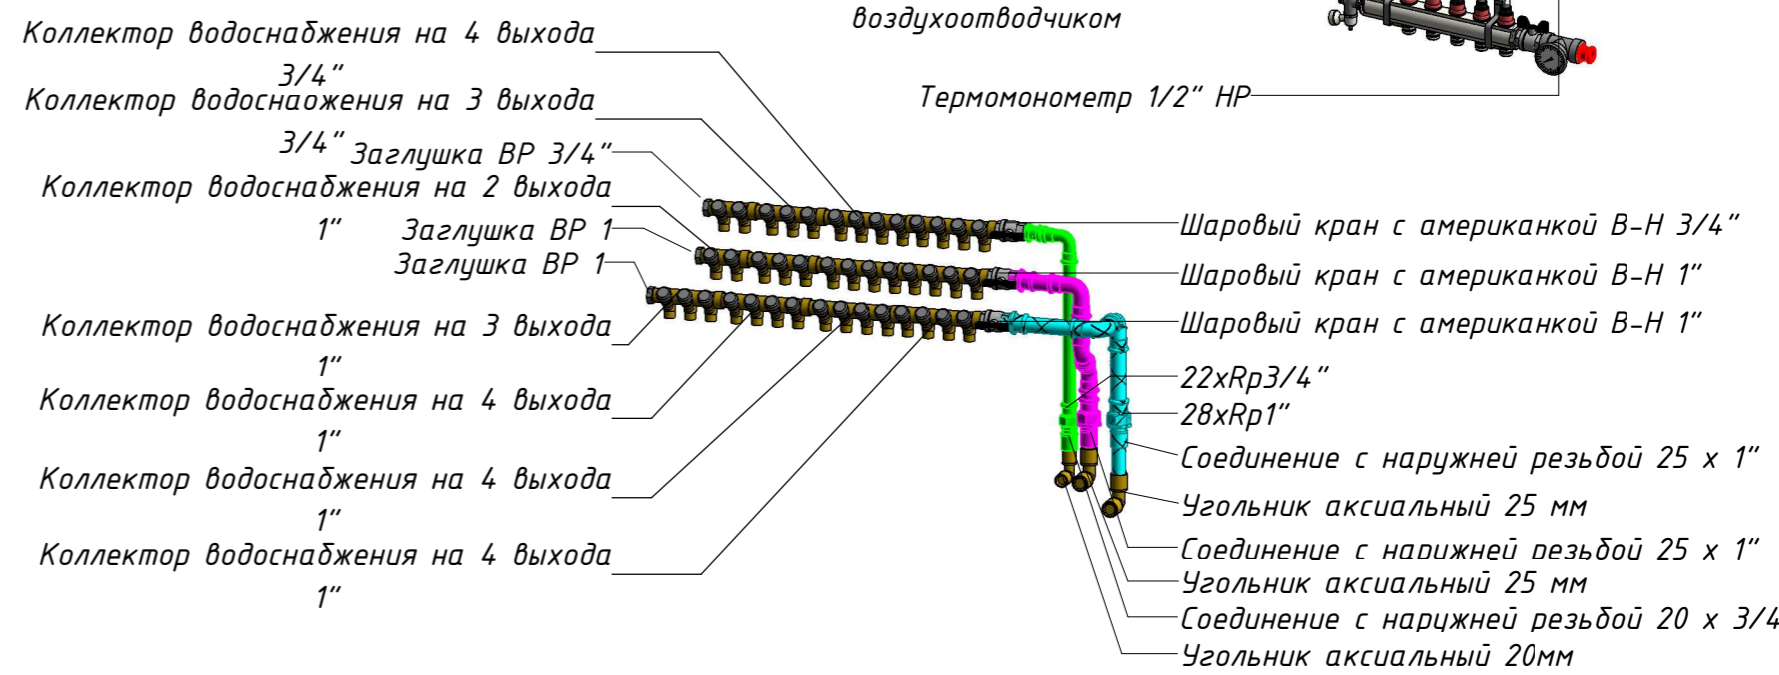 воздухоотводчиком
Термомонометр 1/2" НР
Коллектор водоснабжения на 4 выхода
3/4"
Коллектор водоснабжения на 3 выхода
3/4"
Заглушка ВР 3/4"
Коллектор водоснабжения на 2 выхода
1"
Заглушка ВР 1
Заглушка ВР 1
Коллектор водоснабжения на 3 выхода
1"
Коллектор водоснабжения на 4 выхода
1"
Коллектор водоснабжения на 4 выхода
1"
Коллектор водоснабжения на 4 выхода
1"
Шаровый кран с американкой В-Н 3/4"
Шаровый кран с американкой В-Н 1"
Шаровый кран с американкой В-Н 1"
22xRp3/4"
28xRp1"
Соединение с наружней резьбой 25 х 1"
Угольник аксиальный 25 мм
Соединение с наружней резьбой 25 х 1"
Угольник аксиальный 25 мм
Соединение с наружней резьбой 20 х 3/4
Угольник аксиальный 20мм